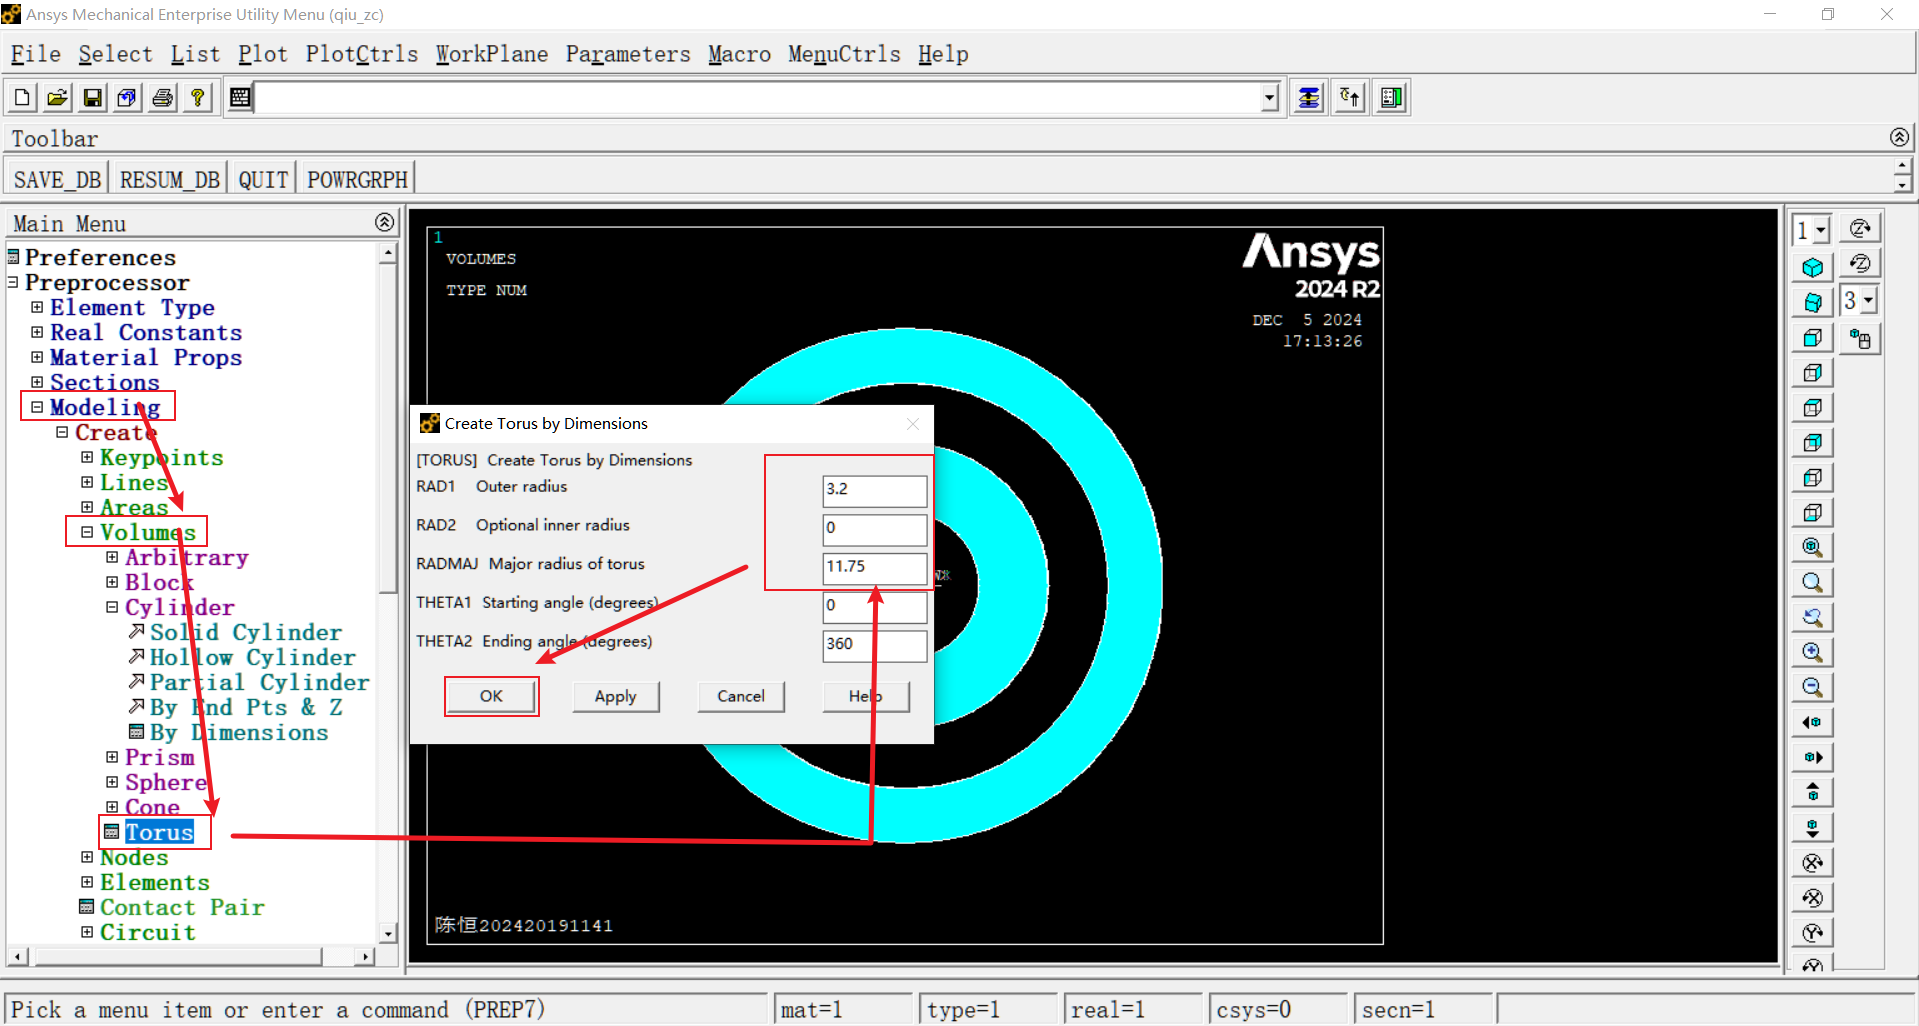 Ansys Mechanical Enterprise Utility Menu (qiu_zc)
File Select List Plot PlotCtrls WorkPlane Parameters Macro MenuCtrls Help
Toolbar
SAVE_DB RESUM_DB QUIT POWRGRPH
Main Menu
Preferences
Preprocessor
Element Type
Real Constants
Material Props
Sections
Modeling
Create
Keypoints
Lines
Areas
Volumes
Arbitrary
Block
Cylinder
Solid Cylinder
Hollow Cylinder
Partial Cylinder
By End Pts & Z
By Dimensions
Prism
Sphere
Cone
Torus
Nodes
Elements
Contact Pair
Circuit
1
VOLUMES
TYPE NUM
Ansys
2024 R2
DEC 5 2024
17:13:26
Create Torus by Dimensions
[TORUS] Create Torus by Dimensions
RAD1 Outer radius 3.2
RAD2 Optional inner radius 0
RADMAJ Major radius of torus 11.75
THETA1 Starting angle (degrees) 0
THETA2 Ending angle (degrees) 360
OK Apply Cancel Help
陈恒202420191141
1
3
Pick a menu item or enter a command (PREP7) mat=1 type=1 real=1 csys=0 secn=1